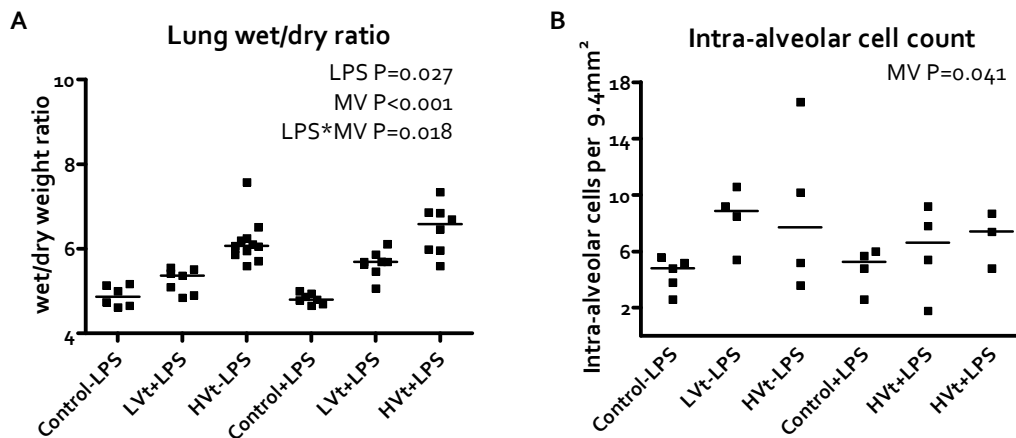 A
Lung wet/dry ratio
LPS P=0.027
MV P<0.001
LPS*MV P=0.018
wet/dry weight ratio
10
8
6
4
Control-LPS
LVt+LPS
HVt-LPS
Control+LPS
LVt+LPS
HVt+LPS
B
Intra-alveolar cell count
MV P=0.041
Intra-alveolar cells per 9.4mm²
18
14
10
6
2
Control-LPS
LVt-LPS
HVt-LPS
Control+LPS
HVt+LPS
HVt+LPS